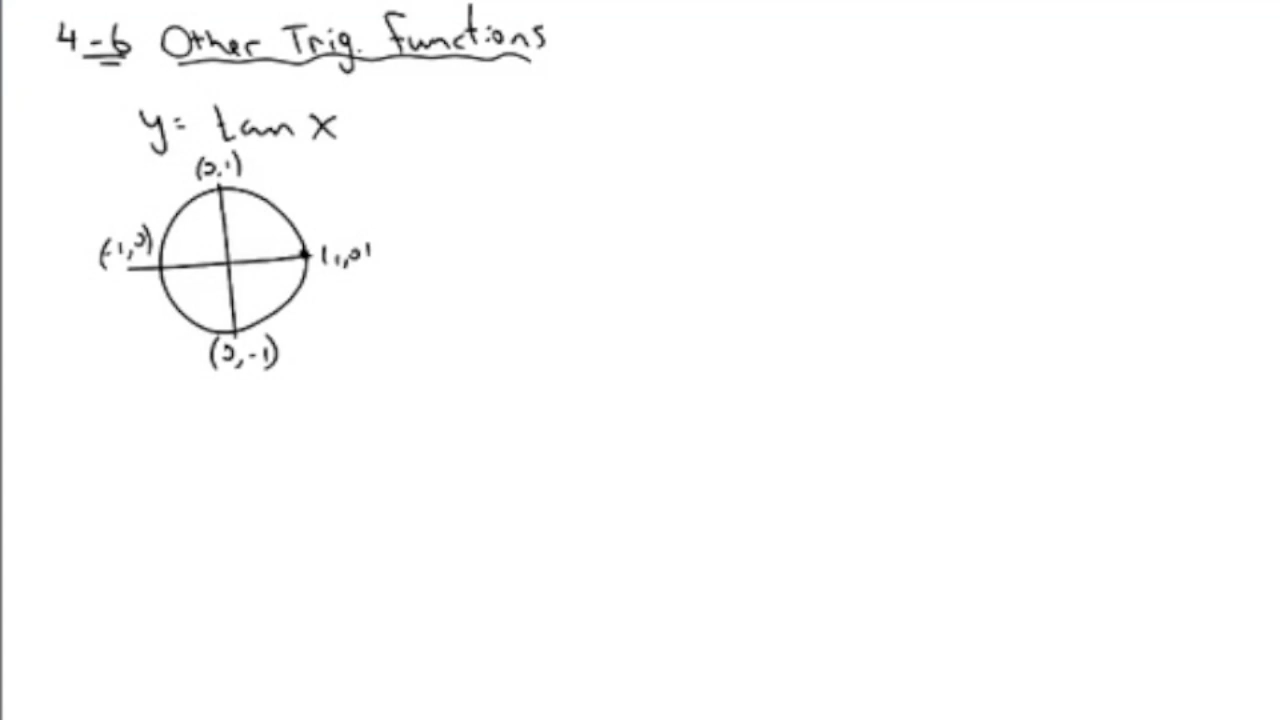 4-6 Other Trig. Functions
y= tan x
(0,1)
(-1,0)
(1,0)
(0,-1)